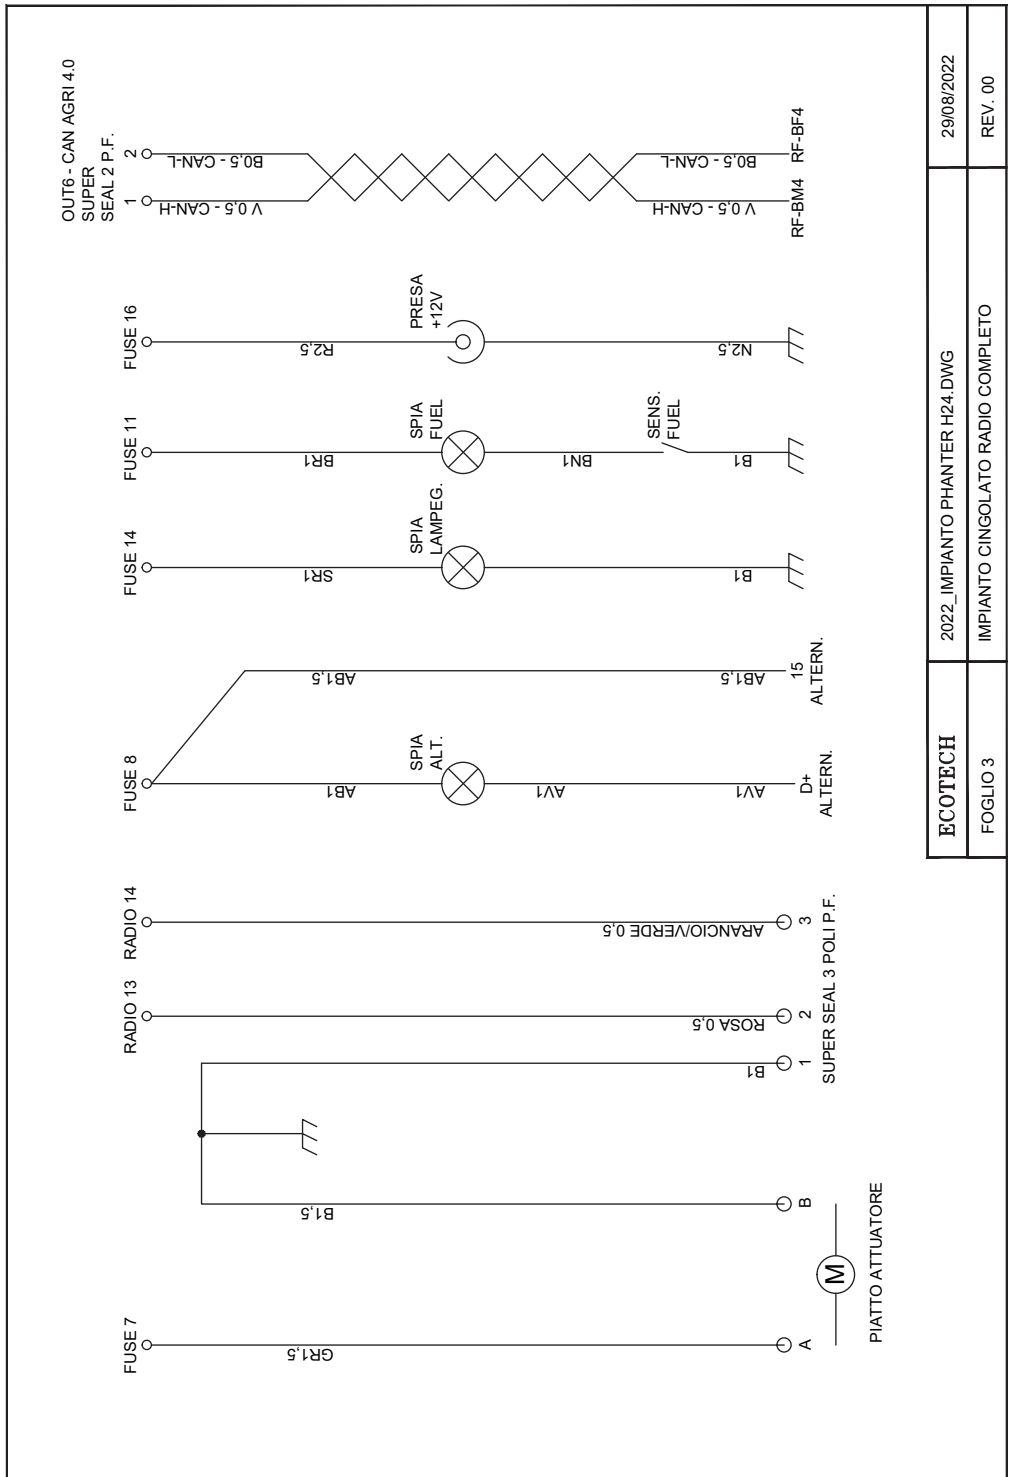 FUSE 7
GR1,5
A
B1,5
B
M
PIATTO ATTUATORE
B1
1
RADIO 13
ROSA 0,5
2
RADIO 14
ARANCIO/VERDE 0,5
3
SUPER SEAL 3 POLI P.F.
FUSE 8
AB1
SPIA
ALT.
AV1
AV1
D+
ALTERN.
AB1,5
AB1,5
15
ALTERN.
FUSE 14
SR1
SPIA
LAMPEG.
B1
FUSE 11
BR1
SPIA
FUEL
BN1
SENS.
FUEL
B1
FUSE 16
R2,5
PRESA
+12V
N2,5
OUT6 - CAN AGRI 4.0
SUPER
SEAL 2 P.F.
1
2
V 0,5 - CAN-H
B0,5 - CAN-L
V 0,5 - CAN-H
B0,5 - CAN-L
RF-BM4
RF-BF4
ECOTECH
2022_IMPIANTO PHANTER H24.DWG
29/08/2022
FOGLIO 3
IMPIANTO CINGOLATO RADIO COMPLETO
REV. 00